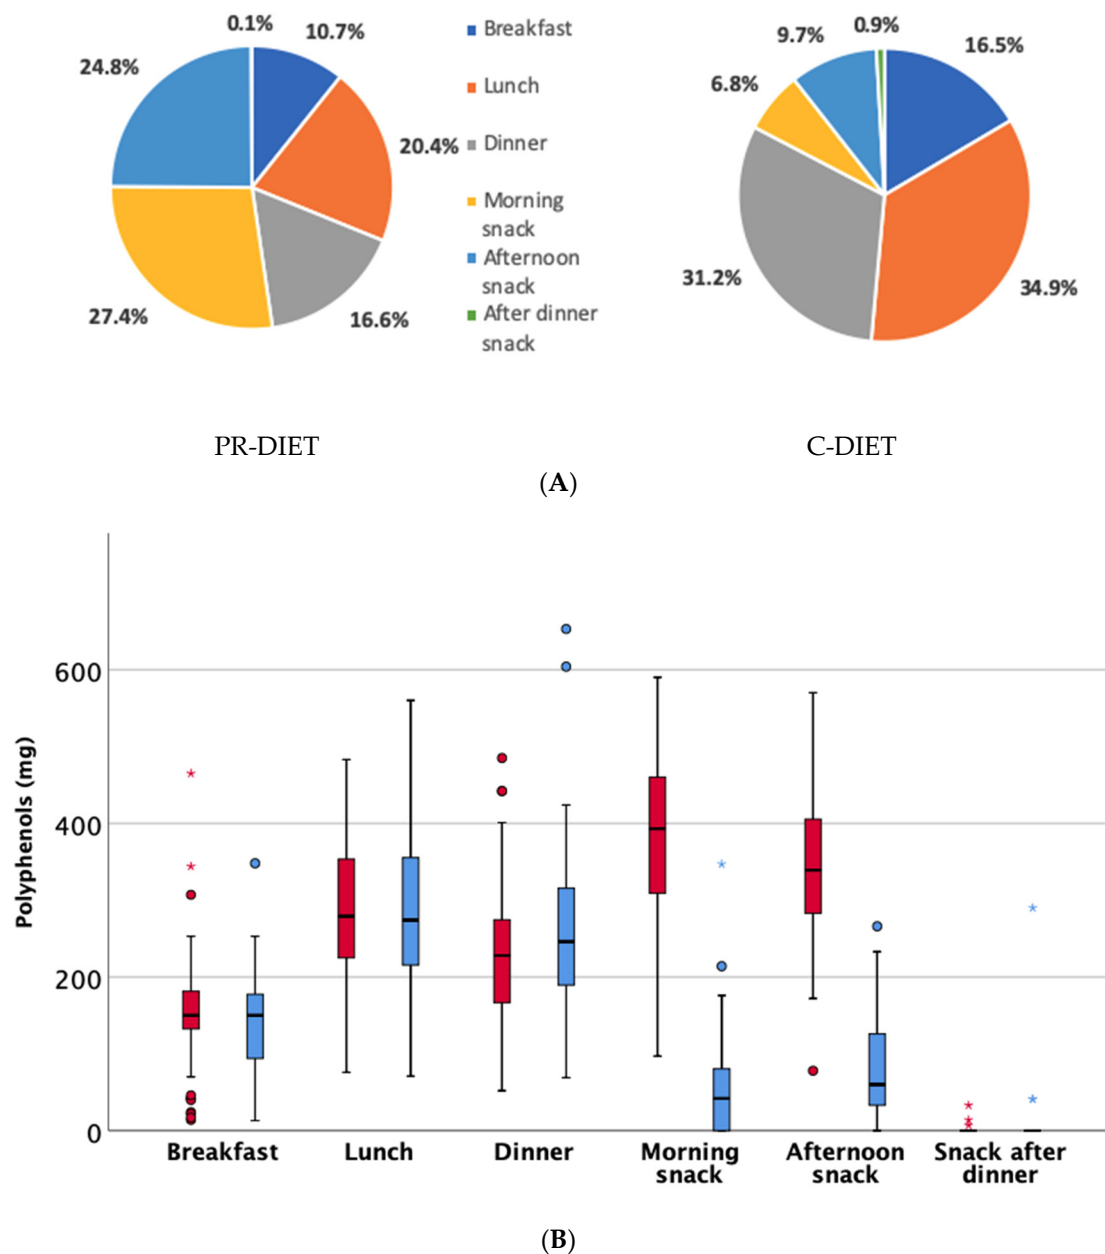 0.1%
10.7%
20.4%
16.6%
27.4%
24.8%
Breakfast
Lunch
Dinner
Morning
snack
Afternoon
snack
After dinner
snack
0.9%
16.5%
34.9%
31.2%
6.8%
9.7%
PR-DIET
C-DIET
(A)
Polyphenols (mg)
600
400
200
0
Breakfast
Lunch
Dinner
Morning
snack
Afternoon
snack
Snack after
dinner
(B)